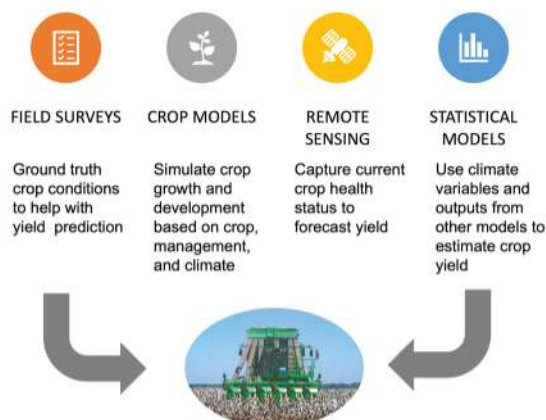 FIELD SURVEYS
Ground truth
crop conditions
to help with
yield prediction
CROP MODELS
Simulate crop
growth and
development
based on crop,
management,
and climate
REMOTE
SENSING
Capture current
crop health
status to
forecast yield
STATISTICAL
MODELS
Use climate
variables and
outputs from
other models to
estimate crop
yield